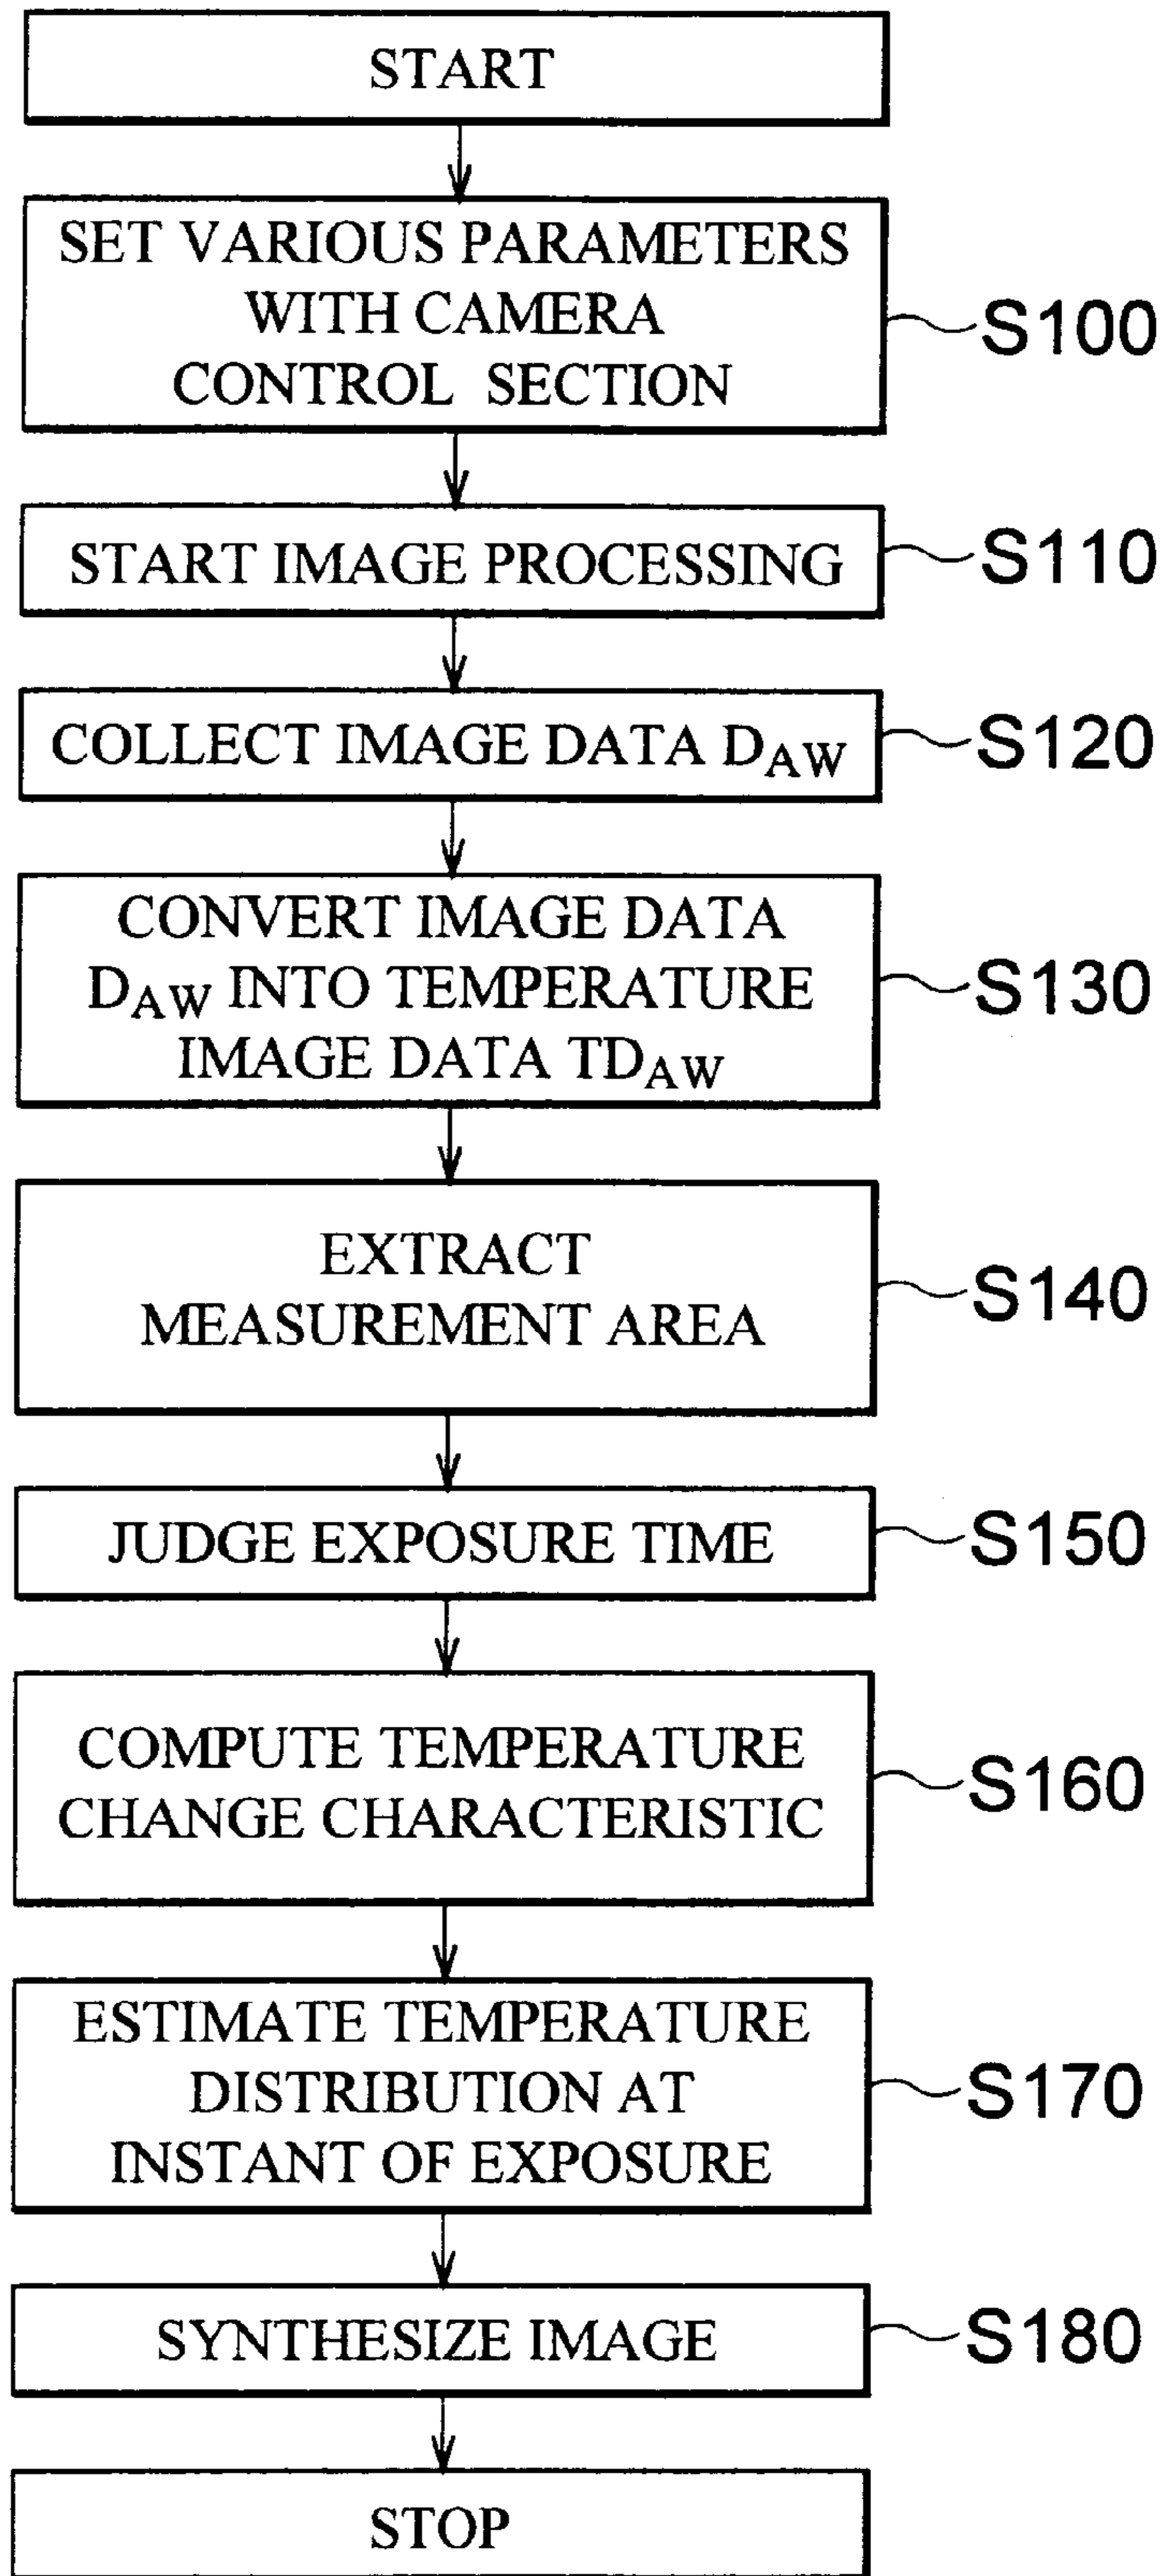 START
SET VARIOUS PARAMETERS
WITH CAMERA
CONTROL SECTION
S100
START IMAGE PROCESSING
S110
COLLECT IMAGE DATA DAW
S120
CONVERT IMAGE DATA
DAW INTO TEMPERATURE
IMAGE DATA TDAW
S130
EXTRACT
MEASUREMENT AREA
S140
JUDGE EXPOSURE TIME
S150
COMPUTE TEMPERATURE
CHANGE CHARACTERISTIC
S160
ESTIMATE TEMPERATURE
DISTRIBUTION AT
INSTANT OF EXPOSURE
S170
SYNTHESIZE IMAGE
S180
STOP